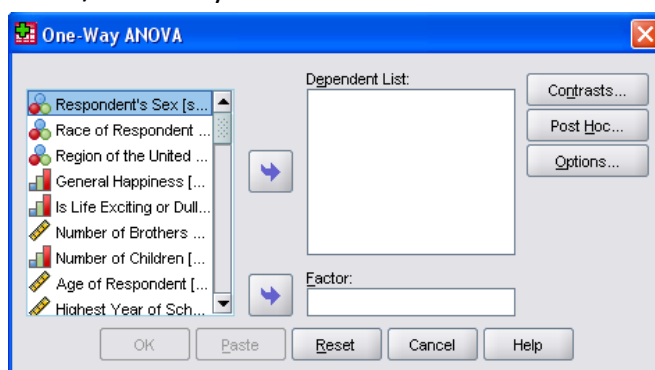 One-Way ANOVA
Respondent's Sex [s...
Race of Respondent ...
Region of the United ...
General Happiness [...
Is Life Exciting or Dull...
Number of Brothers ...
Number of Children [...
Age of Respondent [...
Highest Year of Sch...
Dependent List:
Factor:
Contrasts...
Post Hoc...
Options...
OK Paste Reset Cancel Help